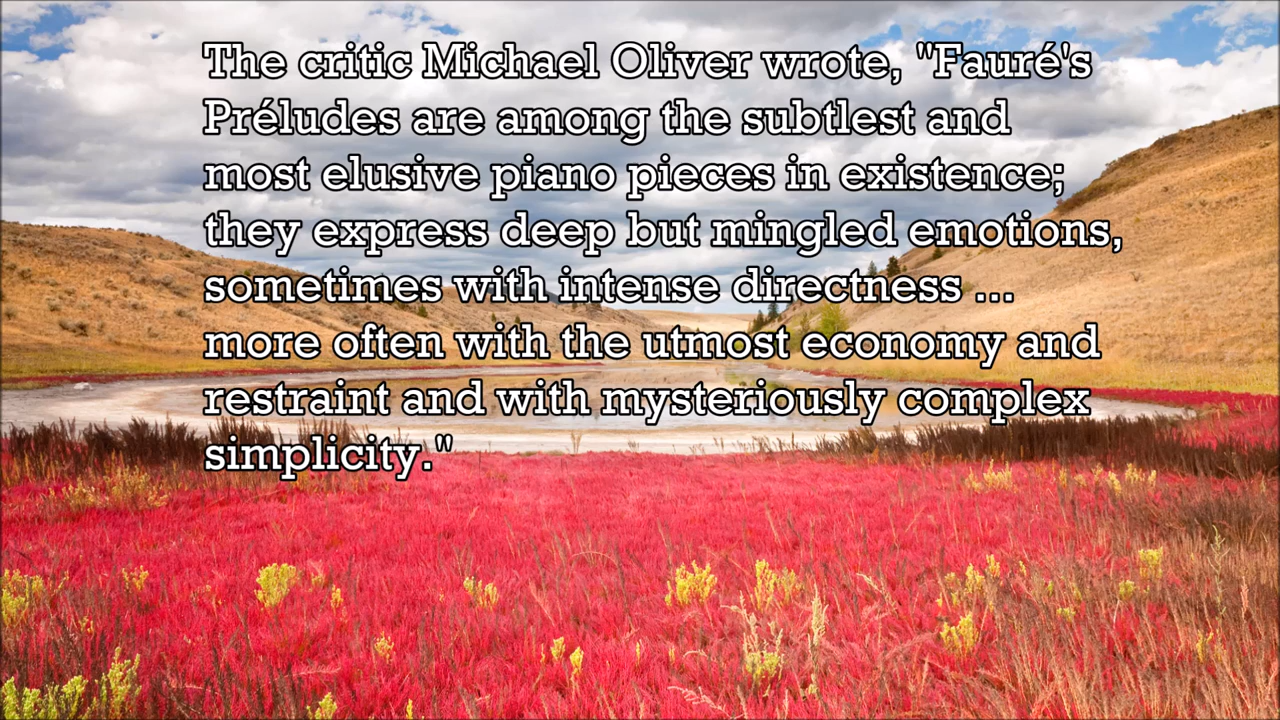 The critic Michael Oliver wrote, "Fauré's
Préludes are among the subtlest and
most elusive piano pieces in existence;
they express deep but mingled emotions,
sometimes with intense directness ...
more often with the utmost economy and
restraint and with mysteriously complex
simplicity."